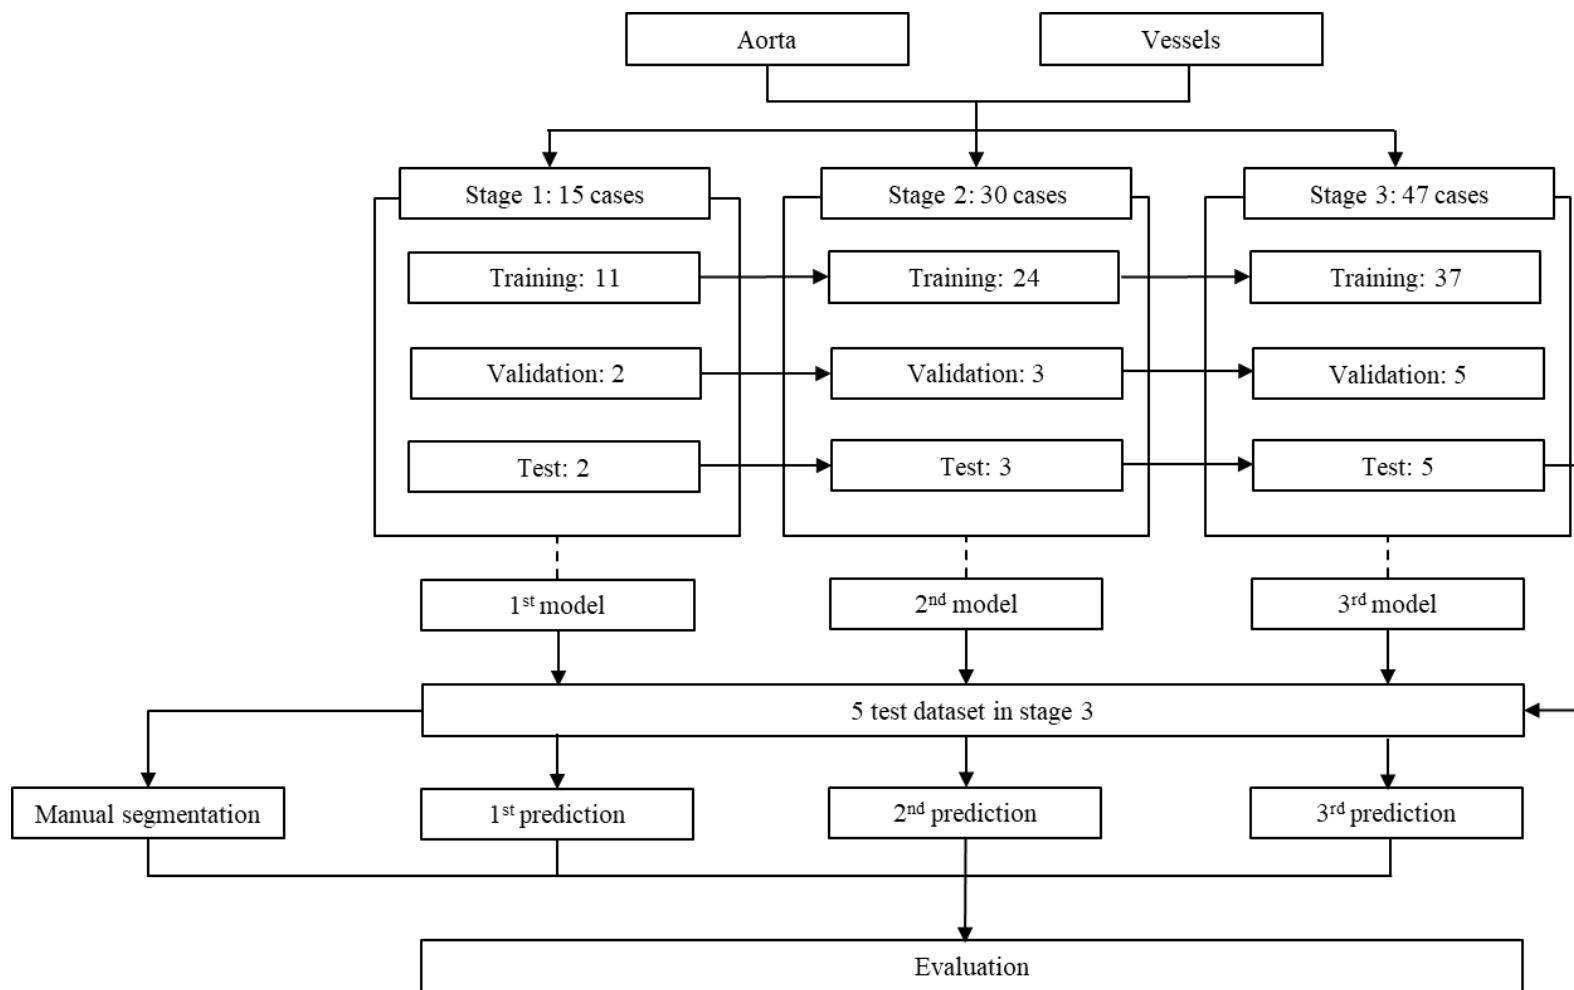 Aorta
Vessels
Stage 1: 15 cases
Stage 2: 30 cases
Stage 3: 47 cases
Training: 11
Training: 24
Training: 37
Validation: 2
Validation: 3
Validation: 5
Test: 2
Test: 3
Test: 5
1st model
2nd model
3rd model
5 test dataset in stage 3
Manual segmentation
1st prediction
2nd prediction
3rd prediction
Evaluation